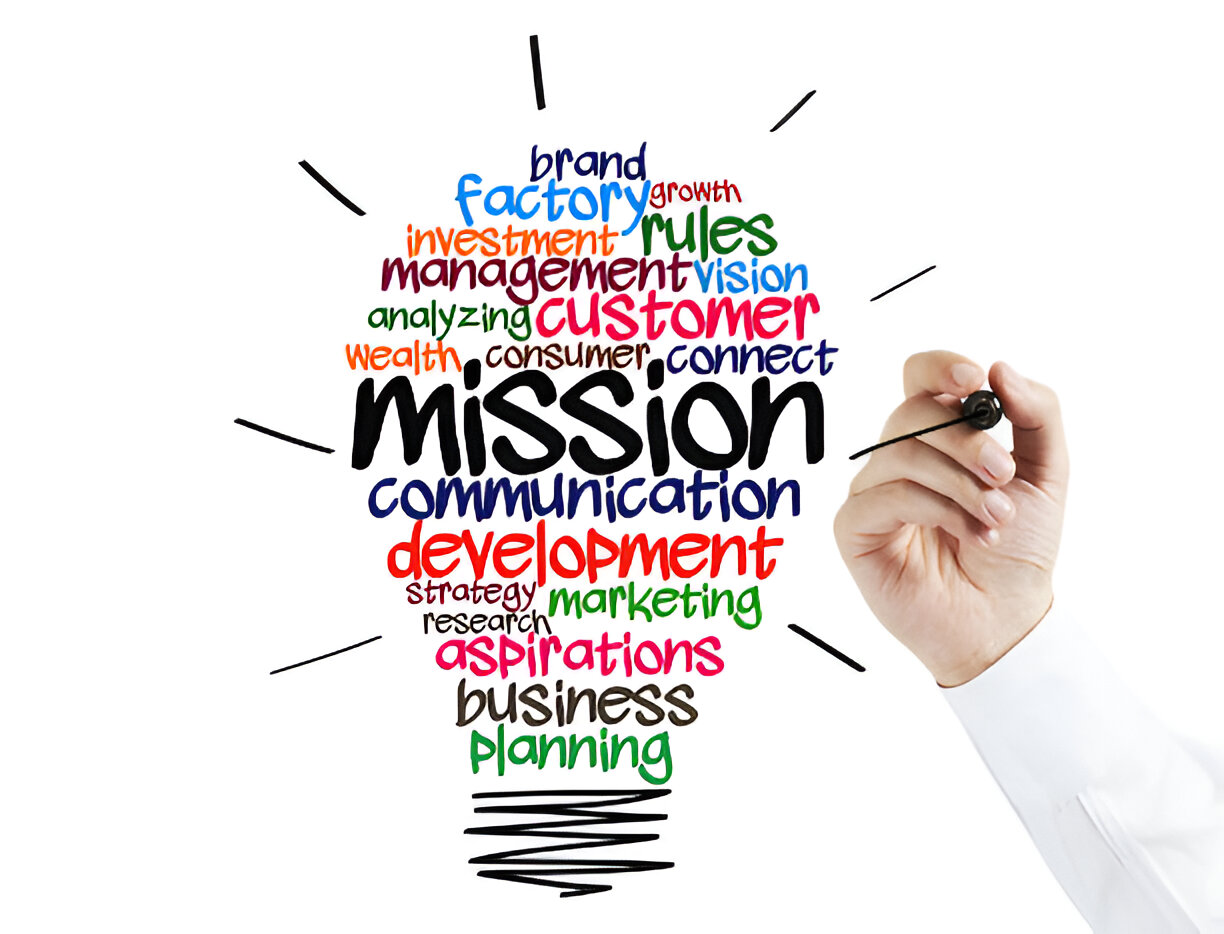 brand
factory growth
investment rules
management vision
analyzing customer
wealth consumer connect
mission
communication
development
strategy marketing
research
aspirations
business
planning